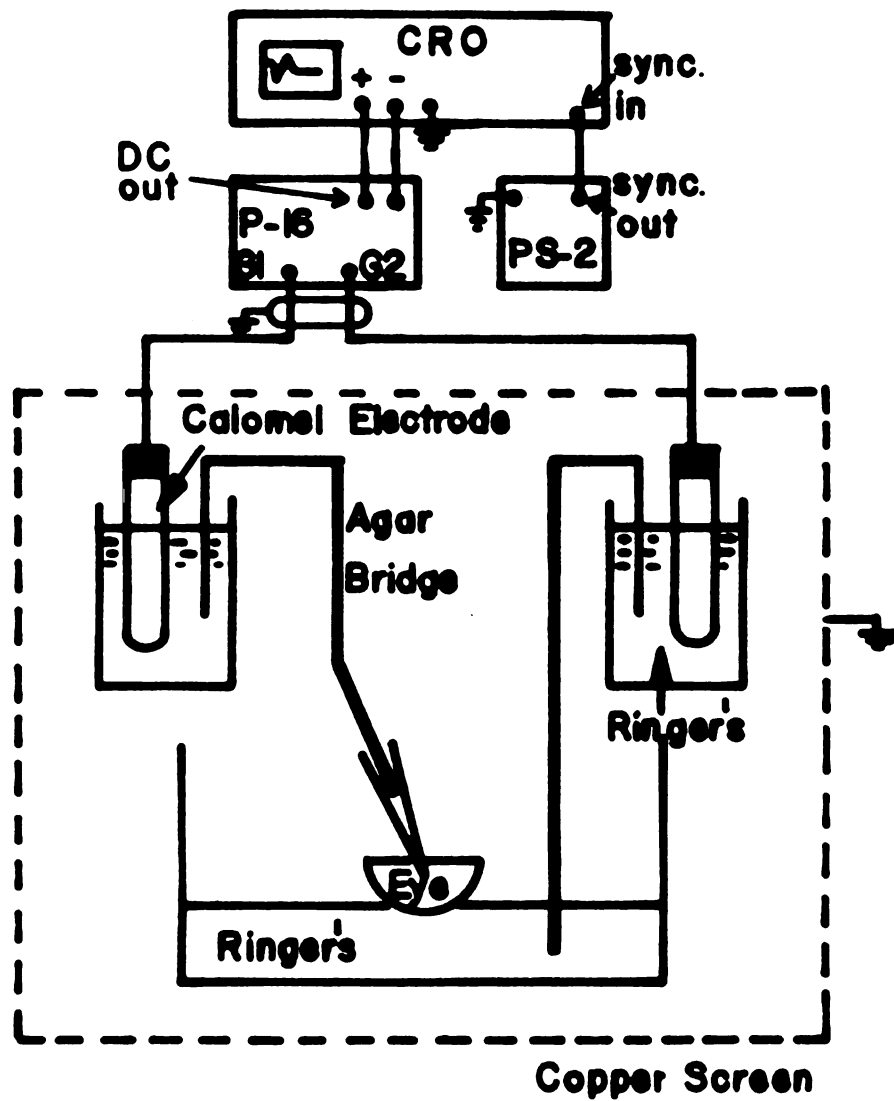 CRO
+ -
sync.
in
DC
out
P-16
G1 G2
sync.
out
PS-2
Calomel Electrode
Agar
Bridge
Ringer's
Eye
Ringer's
Copper Screen